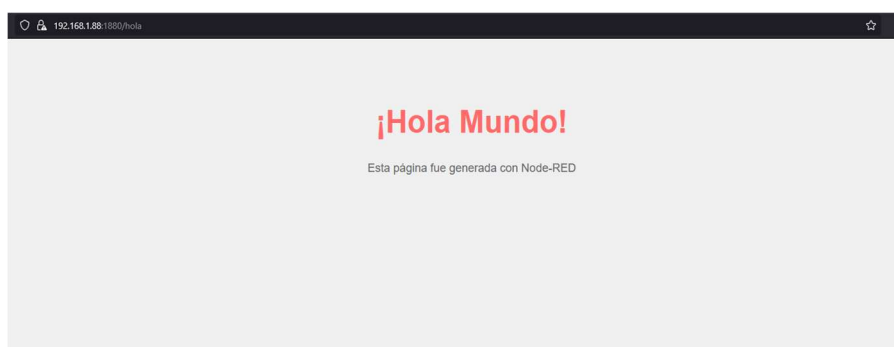 192.168.1.88:1880/hola
¡Hola Mundo!
Esta página fue generada con Node-RED